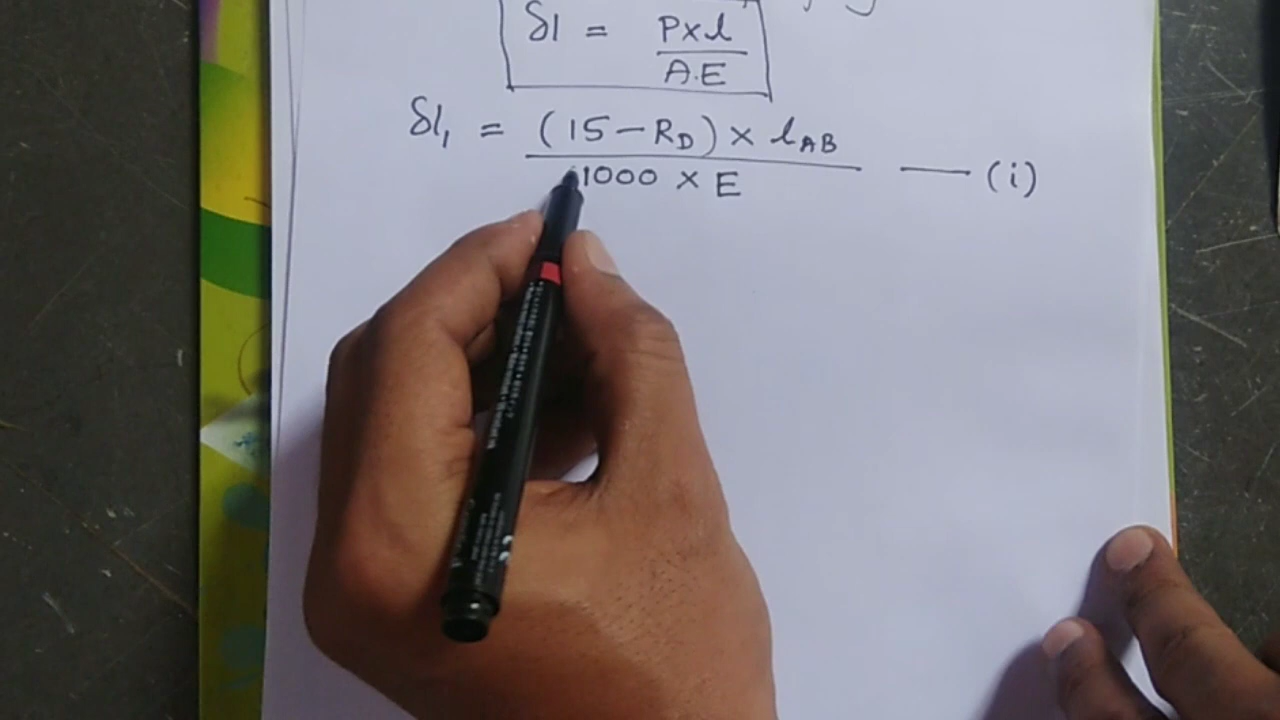 δl = P×l / A.E
δl₁ = (15 − R_D) × l_AB / 1000 × E —— (i)